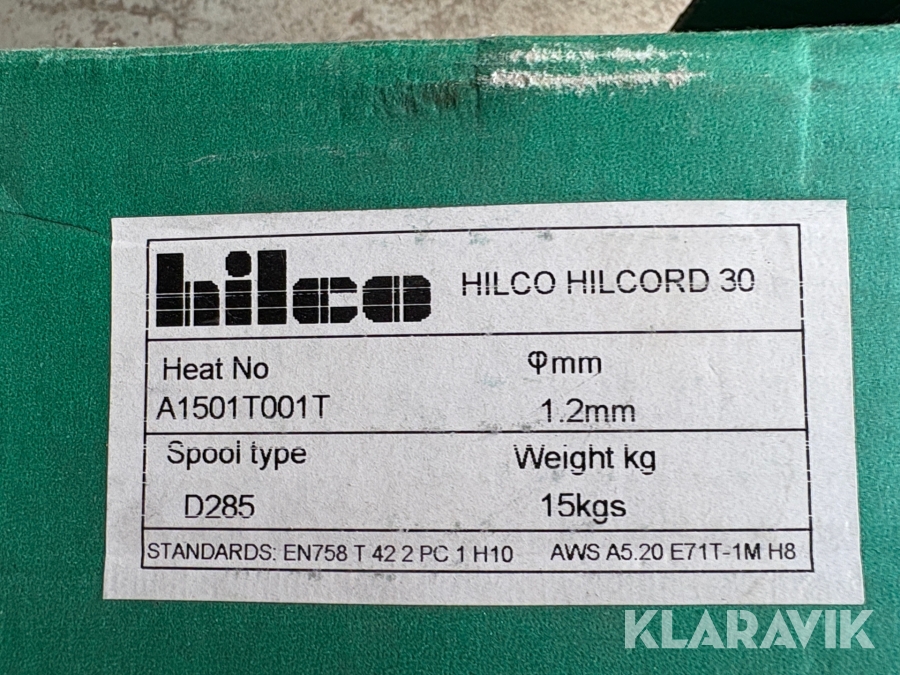 hilco HILCO HILCORD 30
Heat No φmm
A1501T001T 1.2mm
Spool type Weight kg
D285 15kgs
STANDARDS: EN758 T 42 2 PC 1 H10 AWS A5.20 E71T-1M H8
KLARAVIK